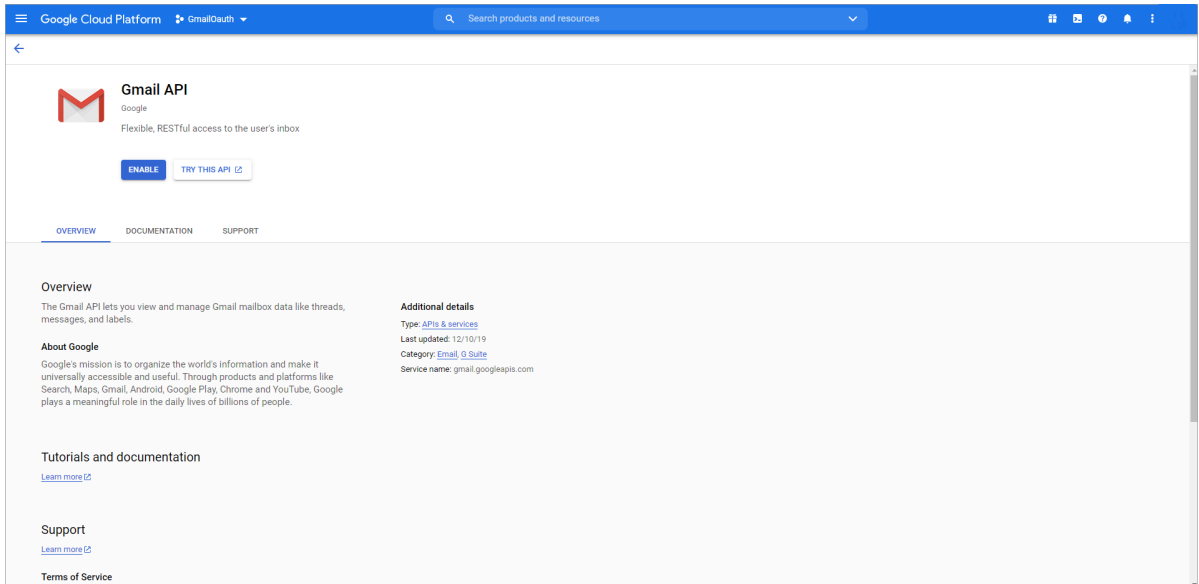 Google Cloud Platform GmailOauth Search products and resources
Gmail API
Google
Flexible, RESTful access to the user's inbox
ENABLE TRY THIS API
OVERVIEW DOCUMENTATION SUPPORT
Overview
The Gmail API lets you view and manage Gmail mailbox data like threads,
messages, and labels.
About Google
Google's mission is to organize the world's information and make it
universally accessible and useful. Through products and platforms like
Search, Maps, Gmail, Android, Google Play, Chrome and YouTube, Google
plays a meaningful role in the daily lives of billions of people.
Additional details
Type: APIs & services
Last updated: 12/10/19
Category: Email, G Suite
Service name: gmail.googleapis.com
Tutorials and documentation
Learn more
Support
Learn more
Terms of Service